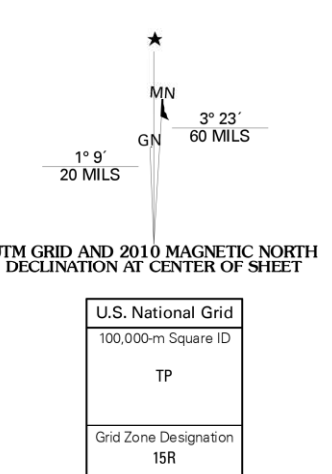 ★
MN
3° 23´
60 MILS
GN
1° 9´
20 MILS
UTM GRID AND 2010 MAGNETIC NORTH
DECLINATION AT CENTER OF SHEET
U.S. National Grid
100,000-m Square ID
TP
Grid Zone Designation
15R